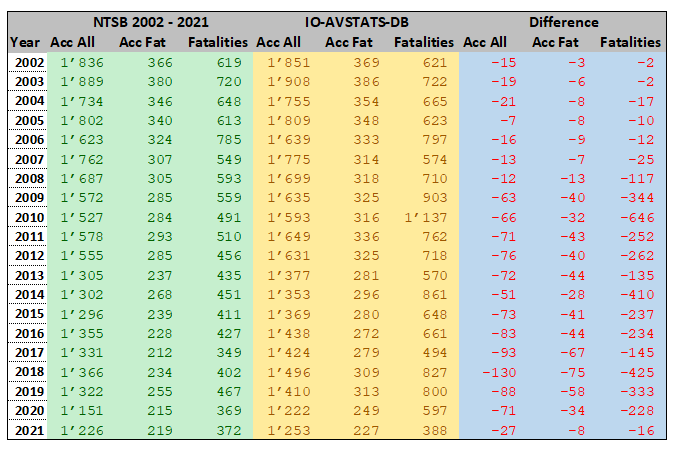 NTSB 2002 - 2021 IO-AVSTATS-DB Difference
Year Acc All Acc Fat Fatalities Acc All Acc Fat Fatalities Acc All Acc Fat Fatalities
2002 1’836 366 619 1’851 369 621 -15 -3 -2
2003 1’889 380 720 1’908 386 722 -19 -6 -2
2004 1’734 346 648 1’755 354 665 -21 -8 -17
2005 1’802 340 613 1’809 348 623 -7 -8 -10
2006 1’623 324 785 1’639 333 797 -16 -9 -12
2007 1’762 307 549 1’775 314 574 -13 -7 -25
2008 1’687 305 593 1’699 318 710 -12 -13 -117
2009 1’572 285 559 1’635 325 903 -63 -40 -344
2010 1’527 284 491 1’593 316 1’137 -66 -32 -646
2011 1’578 293 510 1’649 336 762 -71 -43 -252
2012 1’555 285 456 1’631 325 718 -76 -40 -262
2013 1’305 237 435 1’377 281 570 -72 -44 -135
2014 1’302 268 451 1’353 296 861 -51 -28 -410
2015 1’296 239 411 1’369 280 648 -73 -41 -237
2016 1’355 228 427 1’438 272 661 -83 -44 -234
2017 1’331 212 349 1’424 279 494 -93 -67 -145
2018 1’366 234 402 1’496 309 827 -130 -75 -425
2019 1’322 255 467 1’410 313 800 -88 -58 -333
2020 1’151 215 369 1’222 249 597 -71 -34 -228
2021 1’226 219 372 1’253 227 388 -27 -8 -16